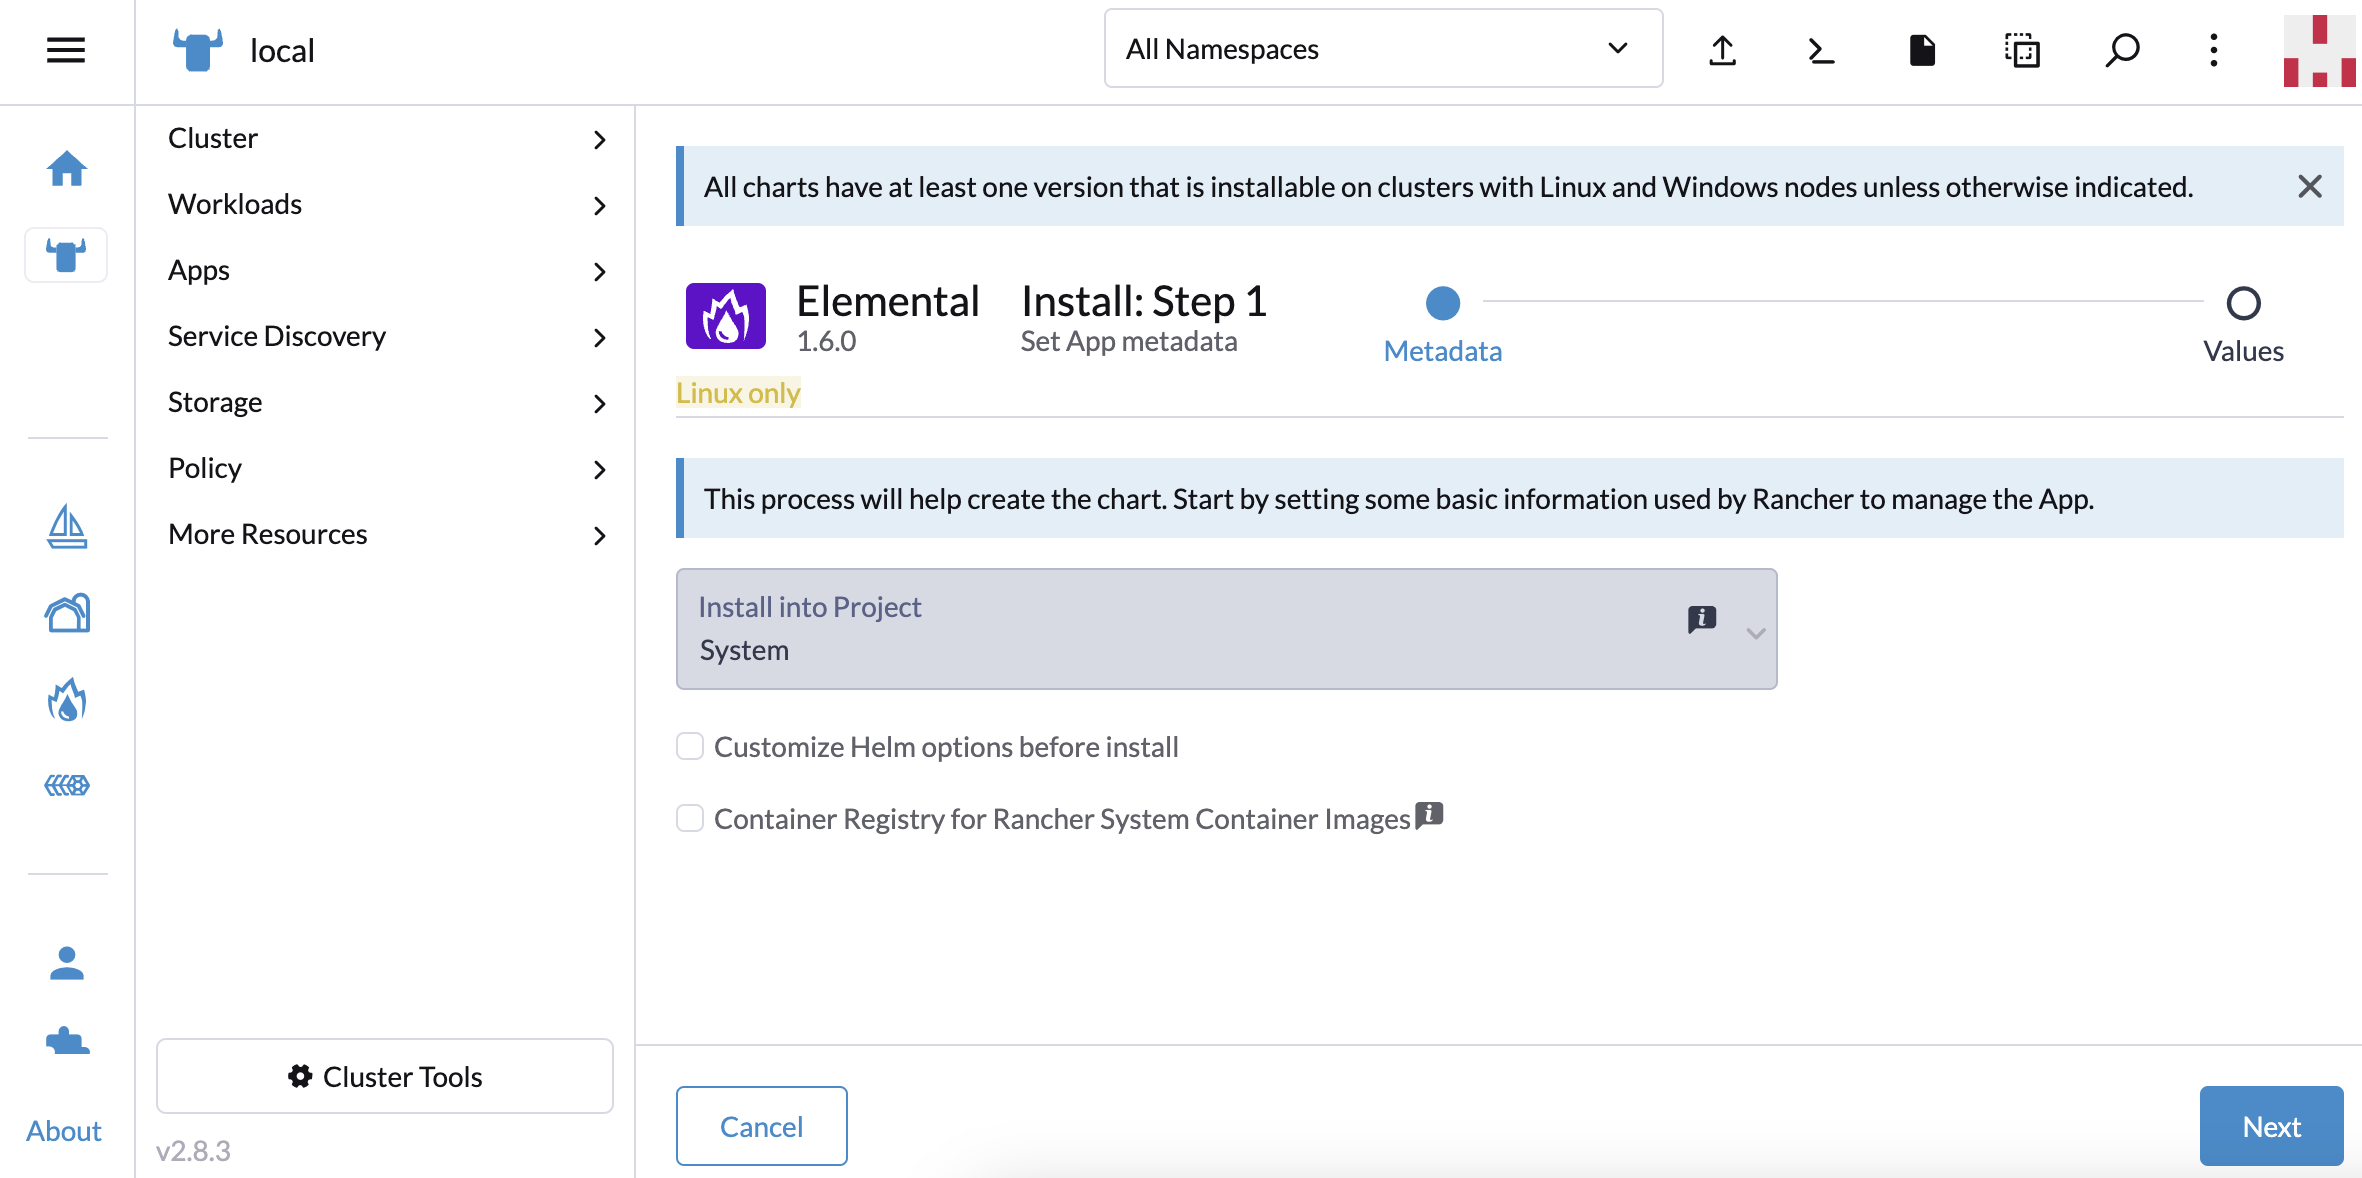 local
All Namespaces
Cluster
Workloads
Apps
Service Discovery
Storage
Policy
More Resources
Cluster Tools
v2.8.3
About
All charts have at least one version that is installable on clusters with Linux and Windows nodes unless otherwise indicated.
Elemental
1.6.0
Install: Step 1
Set App metadata
Metadata
Values
Linux only
This process will help create the chart. Start by setting some basic information used by Rancher to manage the App.
Install into Project
System
Customize Helm options before install
Container Registry for Rancher System Container Images
Cancel
Next